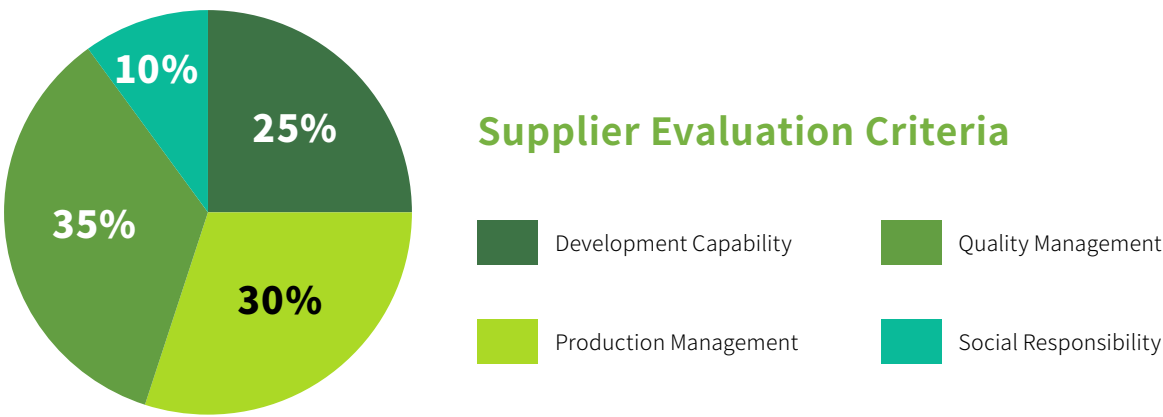 10%
25%
35%
30%
Supplier Evaluation Criteria
Development Capability
Quality Management
Production Management
Social Responsibility